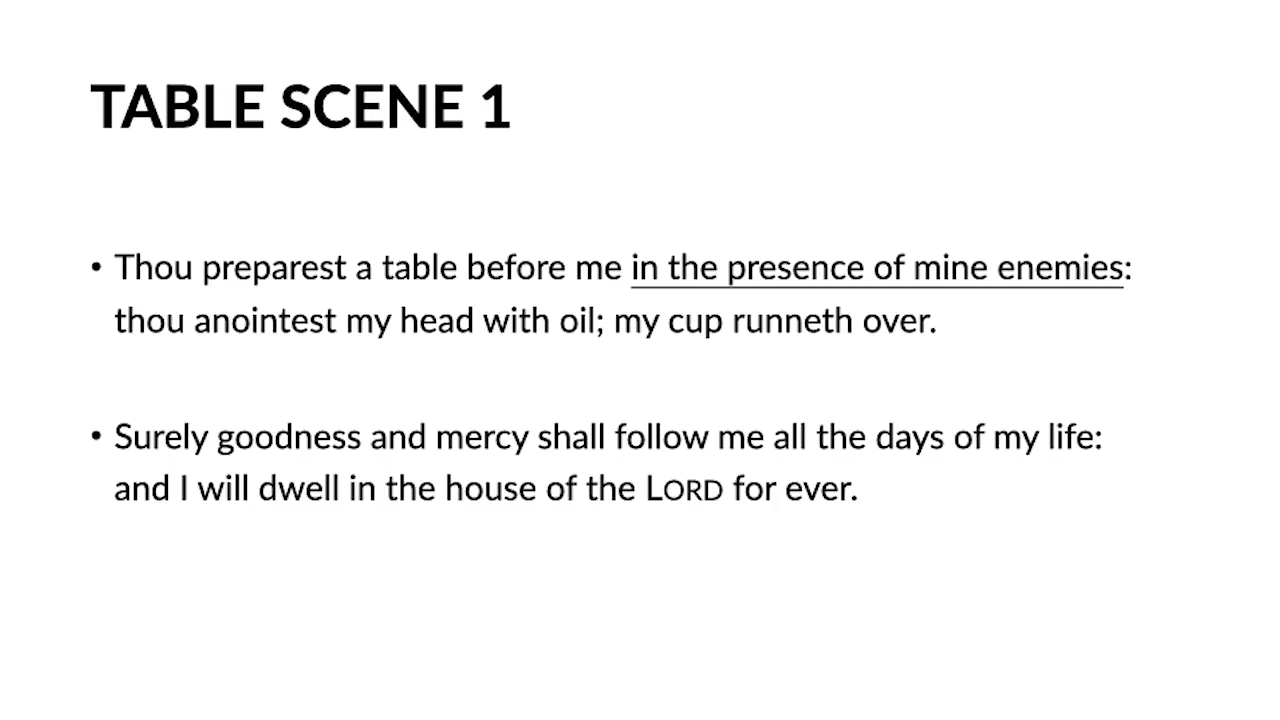 TABLE SCENE 1
• Thou preparest a table before me in the presence of mine enemies:
thou anointest my head with oil; my cup runneth over.
• Surely goodness and mercy shall follow me all the days of my life:
and I will dwell in the house of the LORD for ever.